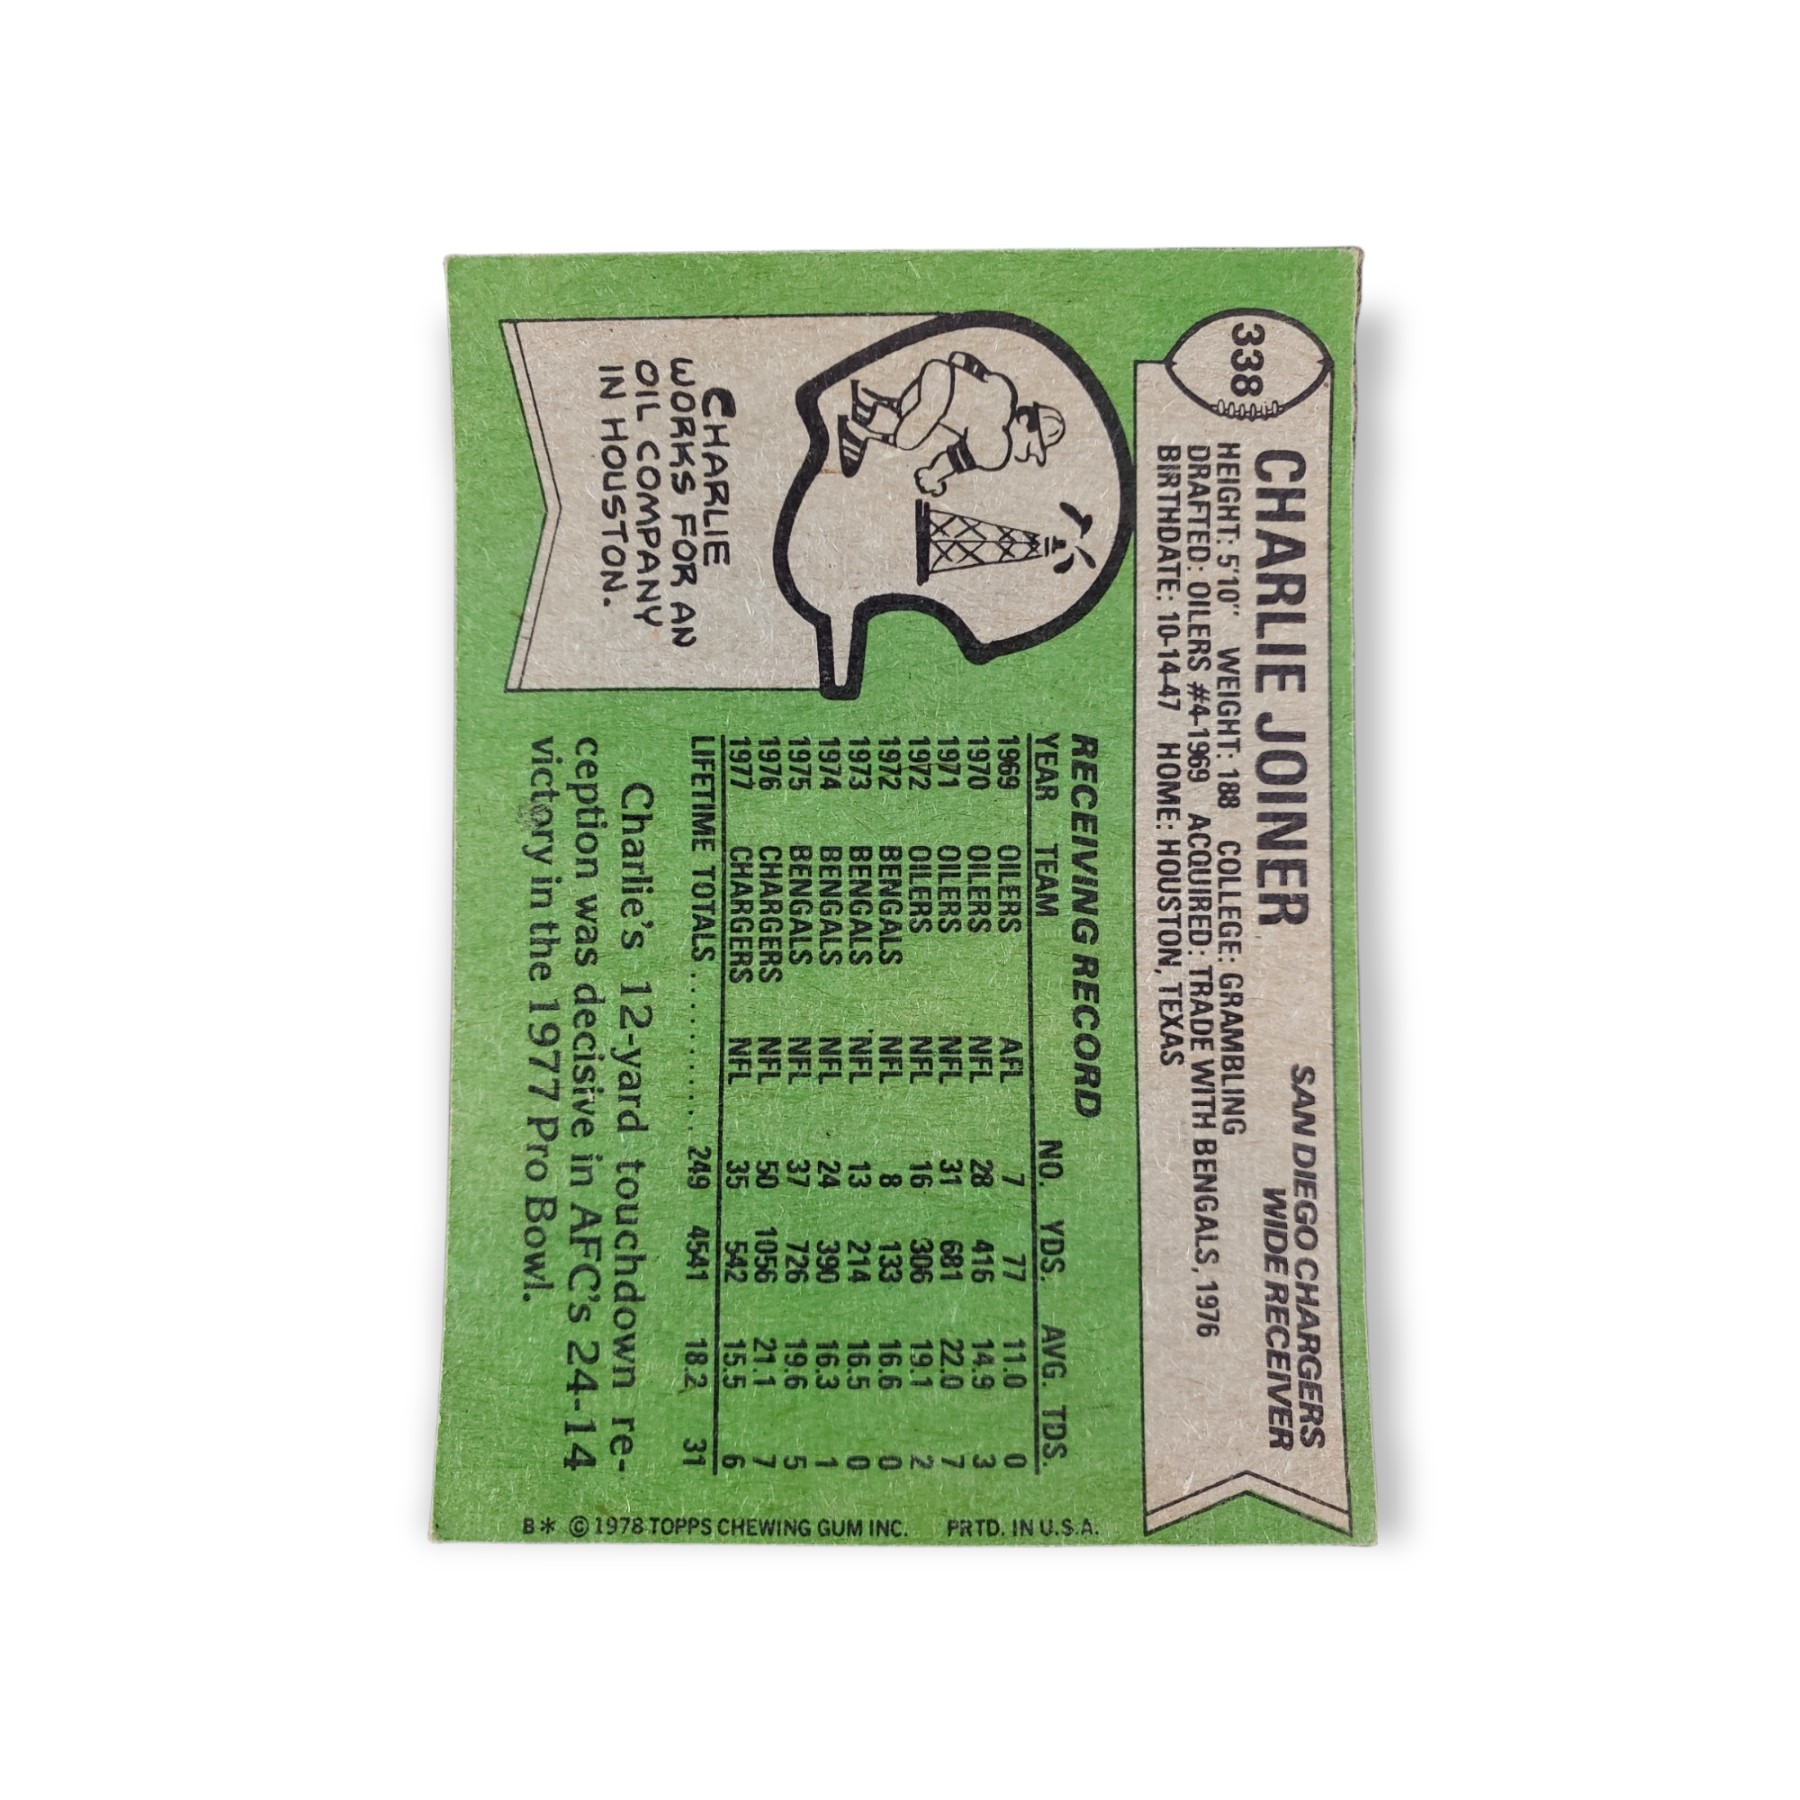 338
CHARLIE JOINER
SAN DIEGO CHARGERS
WIDE RECEIVER
HEIGHT: 5'10" WEIGHT: 188 COLLEGE: GRAMBLING
DRAFTED: OILERS #4-1969 ACQUIRED: TRADE WITH BENGALS, 1976
BIRTHDATE: 10-14-47 HOME: HOUSTON, TEXAS
CHARLIE
WORKS FOR AN
OIL COMPANY
IN HOUSTON.
RECEIVING RECORD
YEAR TEAM NO. YDS. AVG. TDS.
1969 OILERS AFL 7 77 11.0 0
1970 OILERS NFL 28 416 14.9 3
1971 OILERS NFL 31 681 22.0 7
1972 OILERS NFL 16 306 19.1 2
1972 BENGALS NFL 8 133 16.6 0
1973 BENGALS NFL 13 214 16.5 0
1974 BENGALS NFL 24 390 16.3 1
1975 BENGALS NFL 37 726 19.6 5
1976 CHARGERS NFL 50 1056 21.1 7
1977 CHARGERS NFL 35 542 15.5 6
LIFETIME TOTALS .............. 249 4541 18.2 31
Charlie's 12-yard touchdown re-
ception was decisive in AFC's 24-14
victory in the 1977 Pro Bowl.
B* © 1978 TOPPS CHEWING GUM INC. PRTD. IN U.S.A.